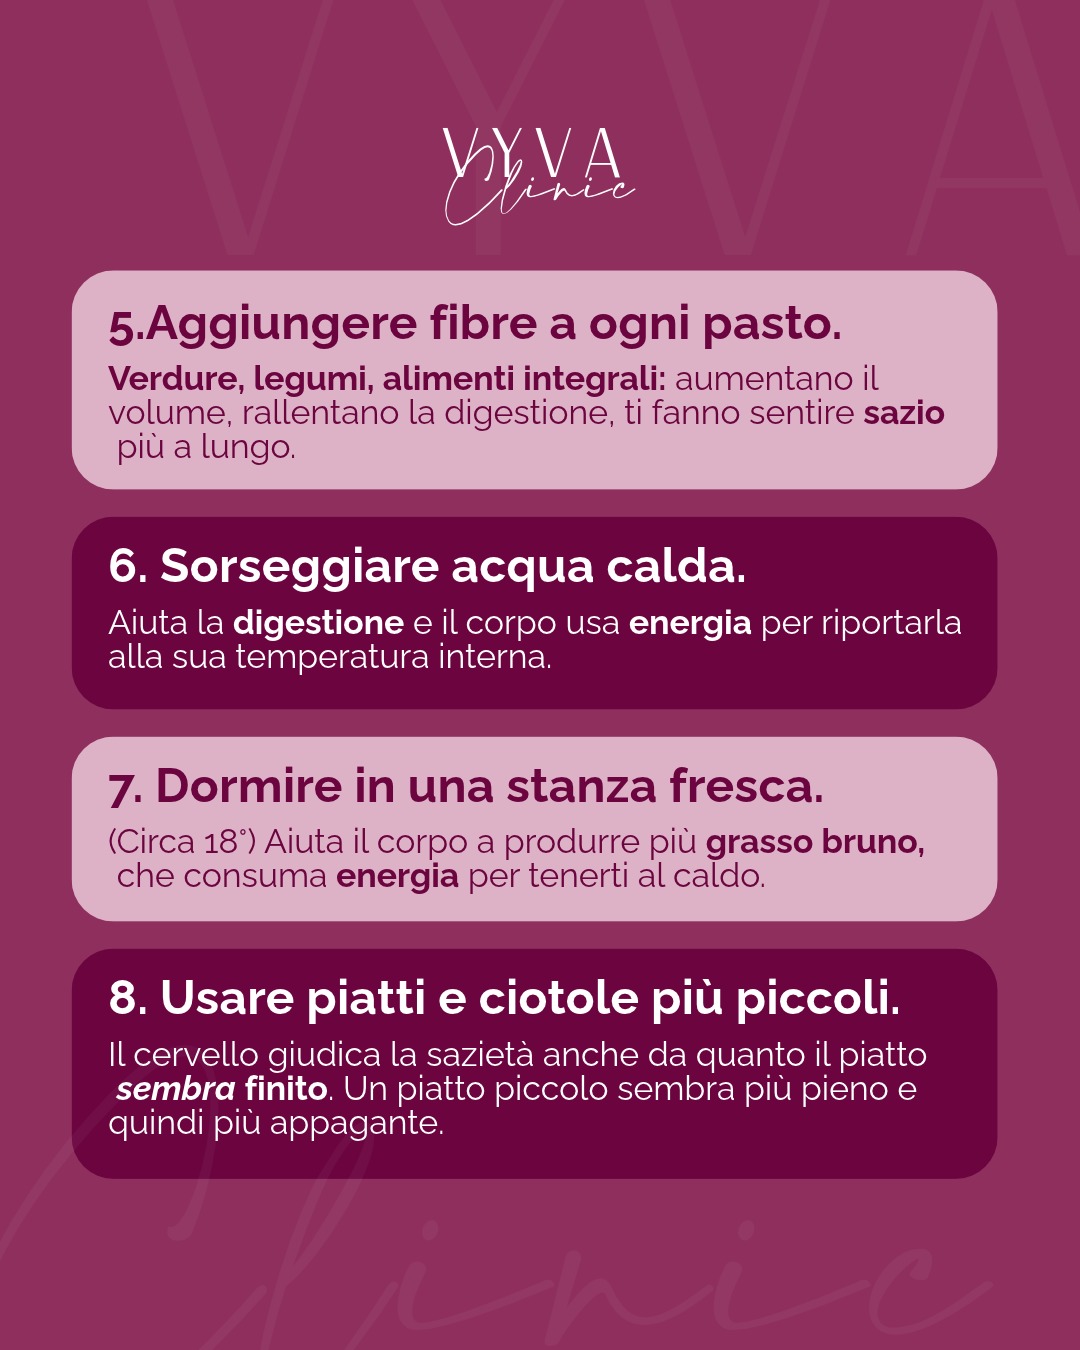 VYVA
VYVA
Clinic
5.Aggiungere fibre a ogni pasto.
Verdure, legumi, alimenti integrali: aumentano il
volume, rallentano la digestione, ti fanno sentire sazio
più a lungo.
6. Sorseggiare acqua calda.
Aiuta la digestione e il corpo usa energia per riportarla
alla sua temperatura interna.
7. Dormire in una stanza fresca.
(Circa 18°) Aiuta il corpo a produrre più grasso bruno,
che consuma energia per tenerti al caldo.
8. Usare piatti e ciotole più piccoli.
Il cervello giudica la sazietà anche da quanto il piatto
sembra finito. Un piatto piccolo sembra più pieno e
quindi più appagante.
Clinic